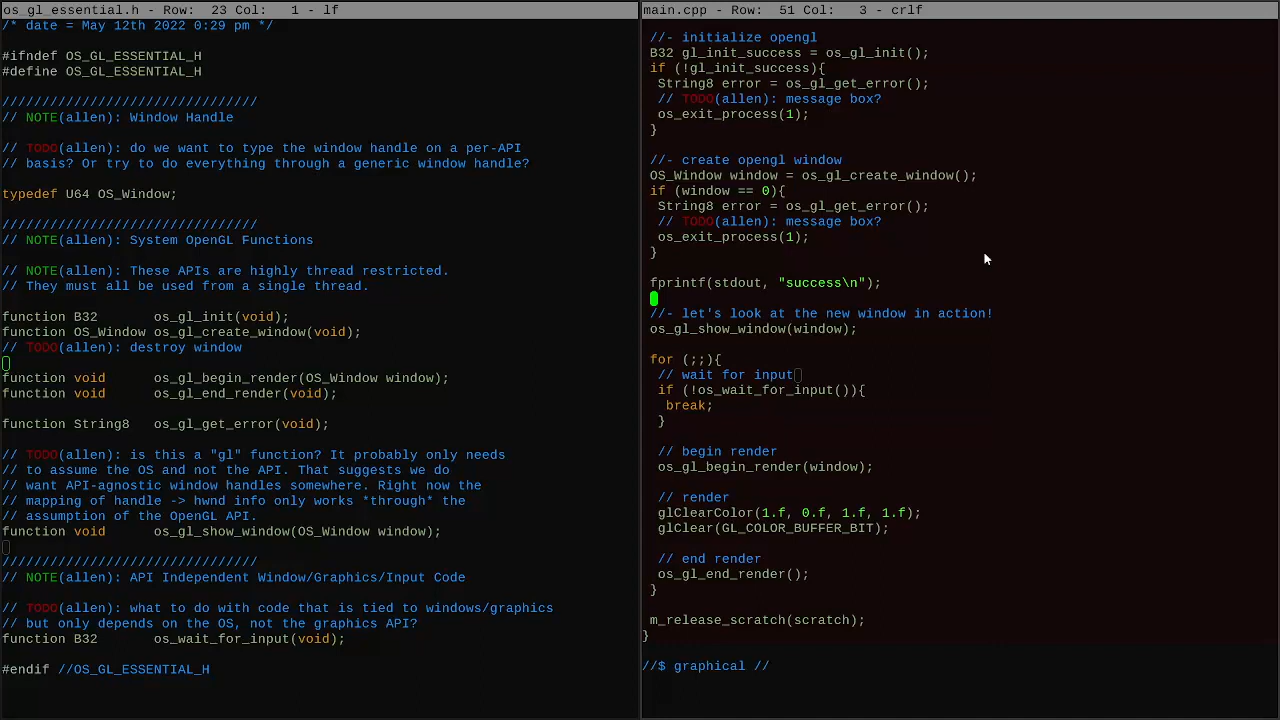 os_gl_essential.h - Row:  23 Col:   1 - lf
/* date = May 12th 2022 0:29 pm */
#ifndef OS_GL_ESSENTIAL_H
#define OS_GL_ESSENTIAL_H
////////////////////////////////
// NOTE(allen): Window Handle
// TODO(allen): do we want to type the window handle on a per-API
// basis? Or try to do everything through a generic window handle?
typedef U64 OS_Window;
////////////////////////////////
// NOTE(allen): System OpenGL Functions
// NOTE(allen): These APIs are highly thread restricted.
// They must all be used from a single thread.
function B32       os_gl_init(void);
function OS_Window os_gl_create_window(void);
// TODO(allen): destroy window
function void      os_gl_begin_render(OS_Window window);
function void      os_gl_end_render(void);
function String8   os_gl_get_error(void);
// TODO(allen): is this a "gl" function? It probably only needs
// to assume the OS and not the API. That suggests we do
// want API-agnostic window handles somewhere. Right now the
// mapping of handle -> hwnd info only works *through* the
// assumption of the OpenGL API.
function void      os_gl_show_window(OS_Window window);
////////////////////////////////
// NOTE(allen): API Independent Window/Graphics/Input Code
// TODO(allen): what to do with code that is tied to windows/graphics
// but only depends on the OS, not the graphics API?
function B32       os_wait_for_input(void);
#endif //OS_GL_ESSENTIAL_H
main.cpp - Row:  51 Col:   3 - crlf
//- initialize opengl
B32 gl_init_success = os_gl_init();
if (!gl_init_success){
String8 error = os_gl_get_error();
// TODO(allen): message box?
os_exit_process(1);
}
//- create opengl window
OS_Window window = os_gl_create_window();
if (window == 0){
String8 error = os_gl_get_error();
// TODO(allen): message box?
os_exit_process(1);
}
fprintf(stdout, "success\n");
//- let's look at the new window in action!
os_gl_show_window(window);
for (;;){
// wait for input
if (!os_wait_for_input()){
break;
}
// begin render
os_gl_begin_render(window);
// render
glClearColor(1.f, 0.f, 1.f, 1.f);
glClear(GL_COLOR_BUFFER_BIT);
// end render
os_gl_end_render();
}
m_release_scratch(scratch);
}
//$ graphical //